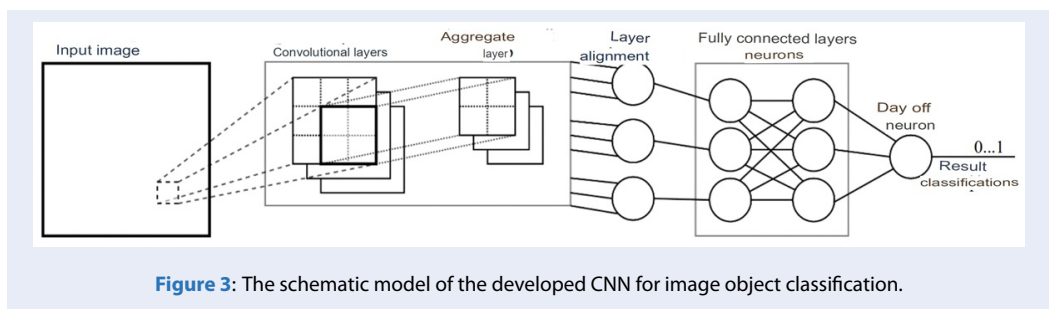 Input image
Convolutional layers
Aggregate
layer)
Layer
alignment
Fully connected layers
neurons
Day off
neuron
0...1
Result
classifications
Figure 3: The schematic model of the developed CNN for image object classification.